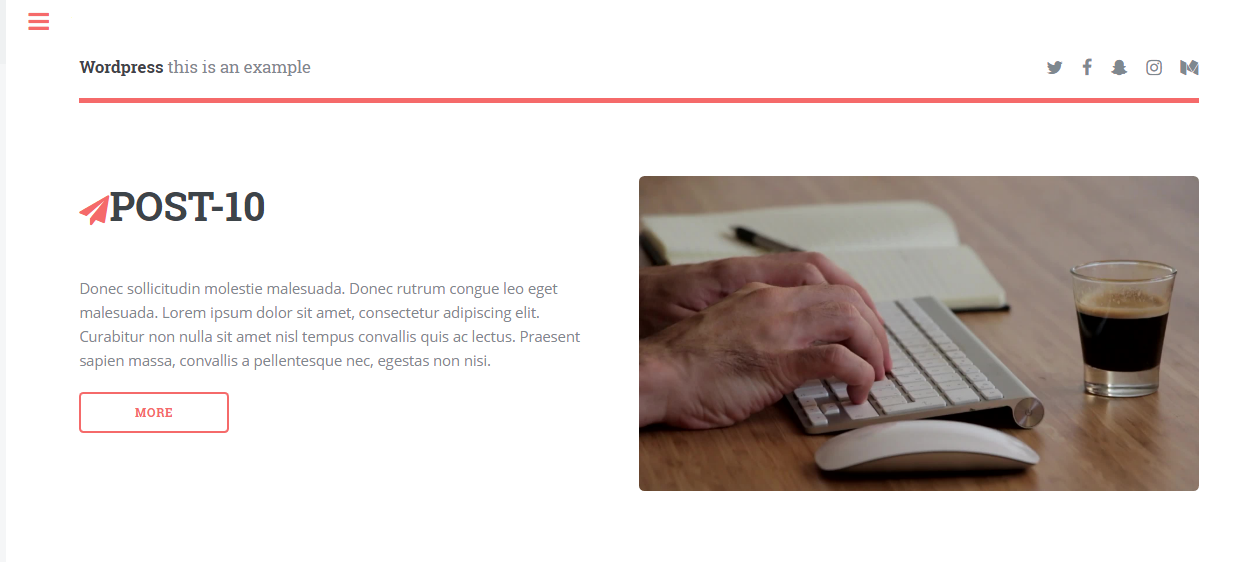 Wordpress this is an example
POST-10
Donec sollicitudin molestie malesuada. Donec rutrum congue leo eget
malesuada. Lorem ipsum dolor sit amet, consectetur adipiscing elit.
Curabitur non nulla sit amet nisl tempus convallis quis ac lectus. Praesent
sapien massa, convallis a pellentesque nec, egestas non nisi.
MORE